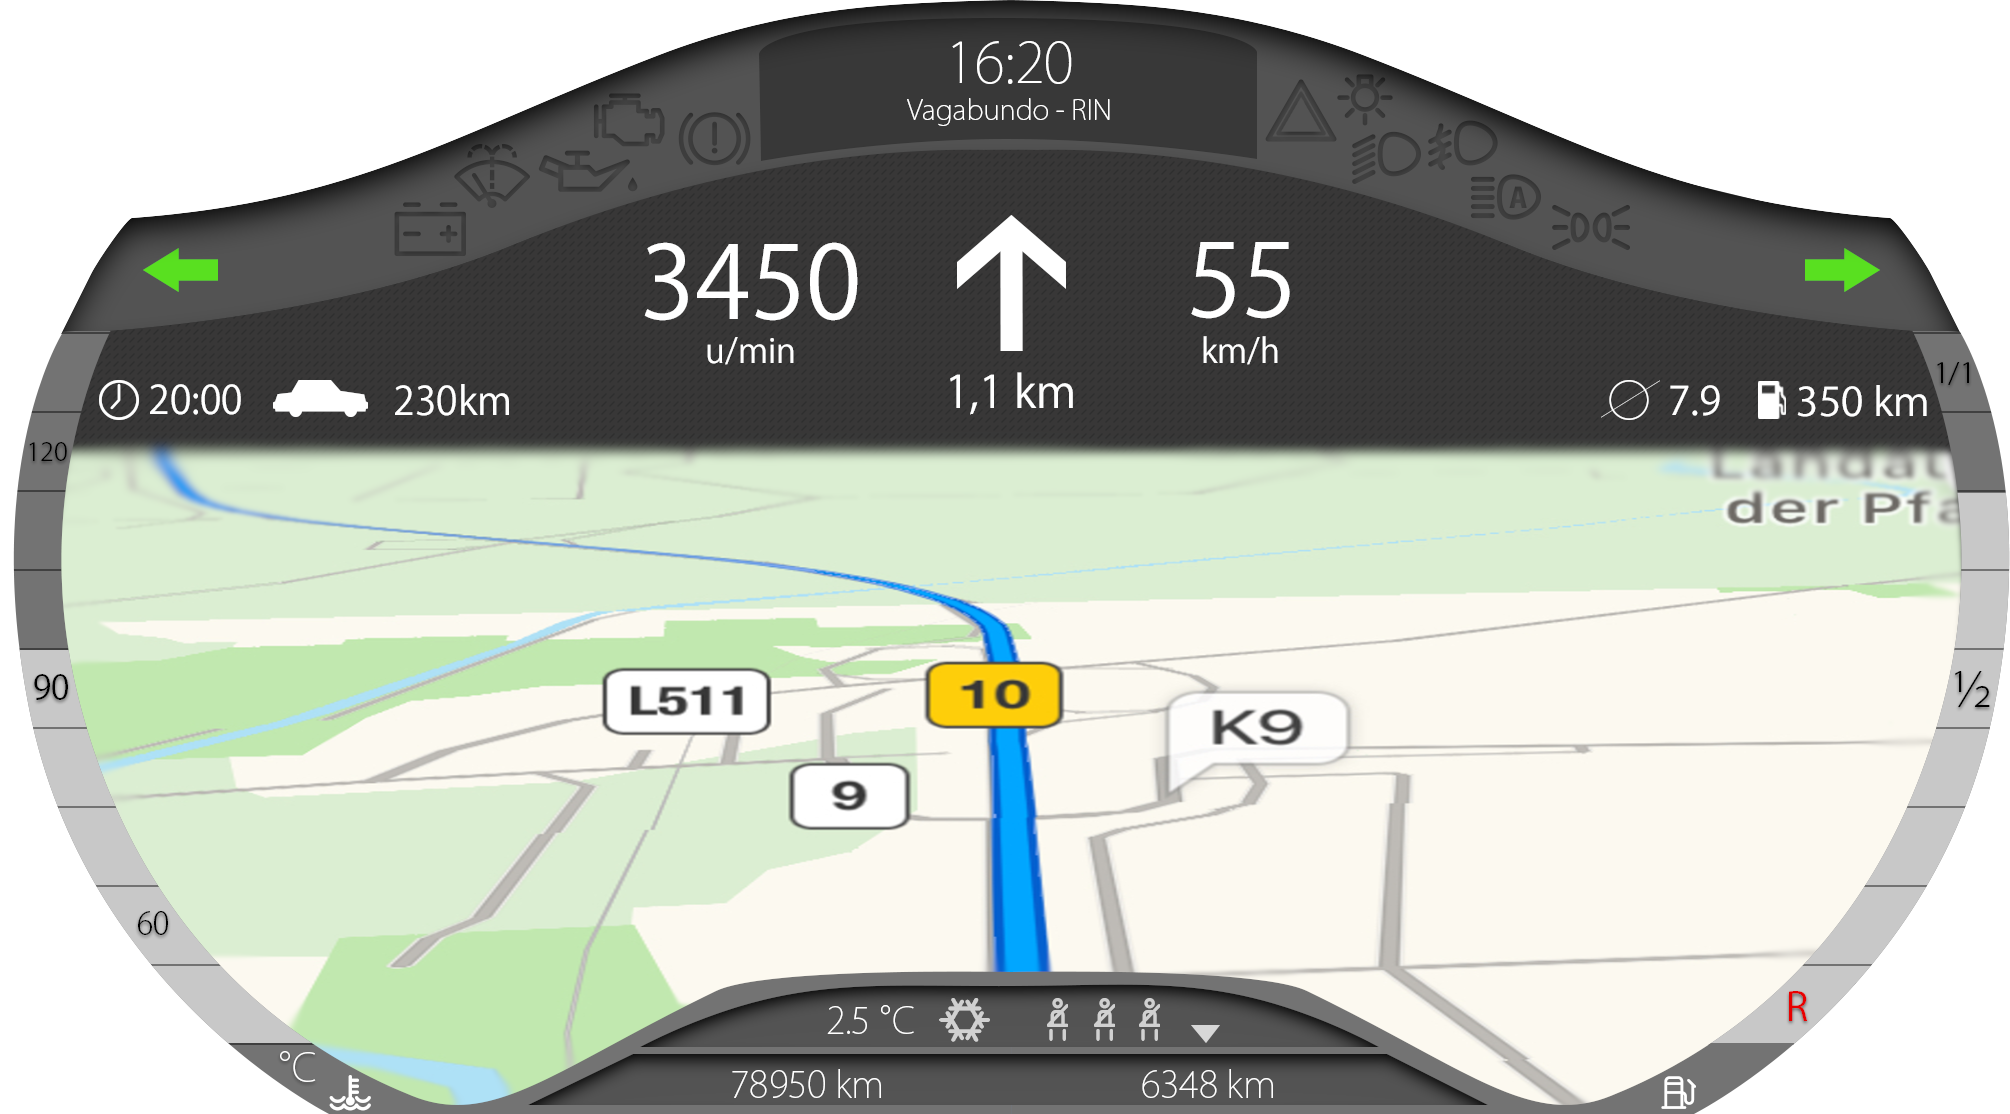 16:20
Vagabundo - RIN
A
3450
u/min
55
km/h
1,1 km
20:00
230km
7.9
350 km
1/1
120
der Pfa
L511
10
K9
9
90
1/2
60
R
2.5 °C
°C
78950 km
6348 km